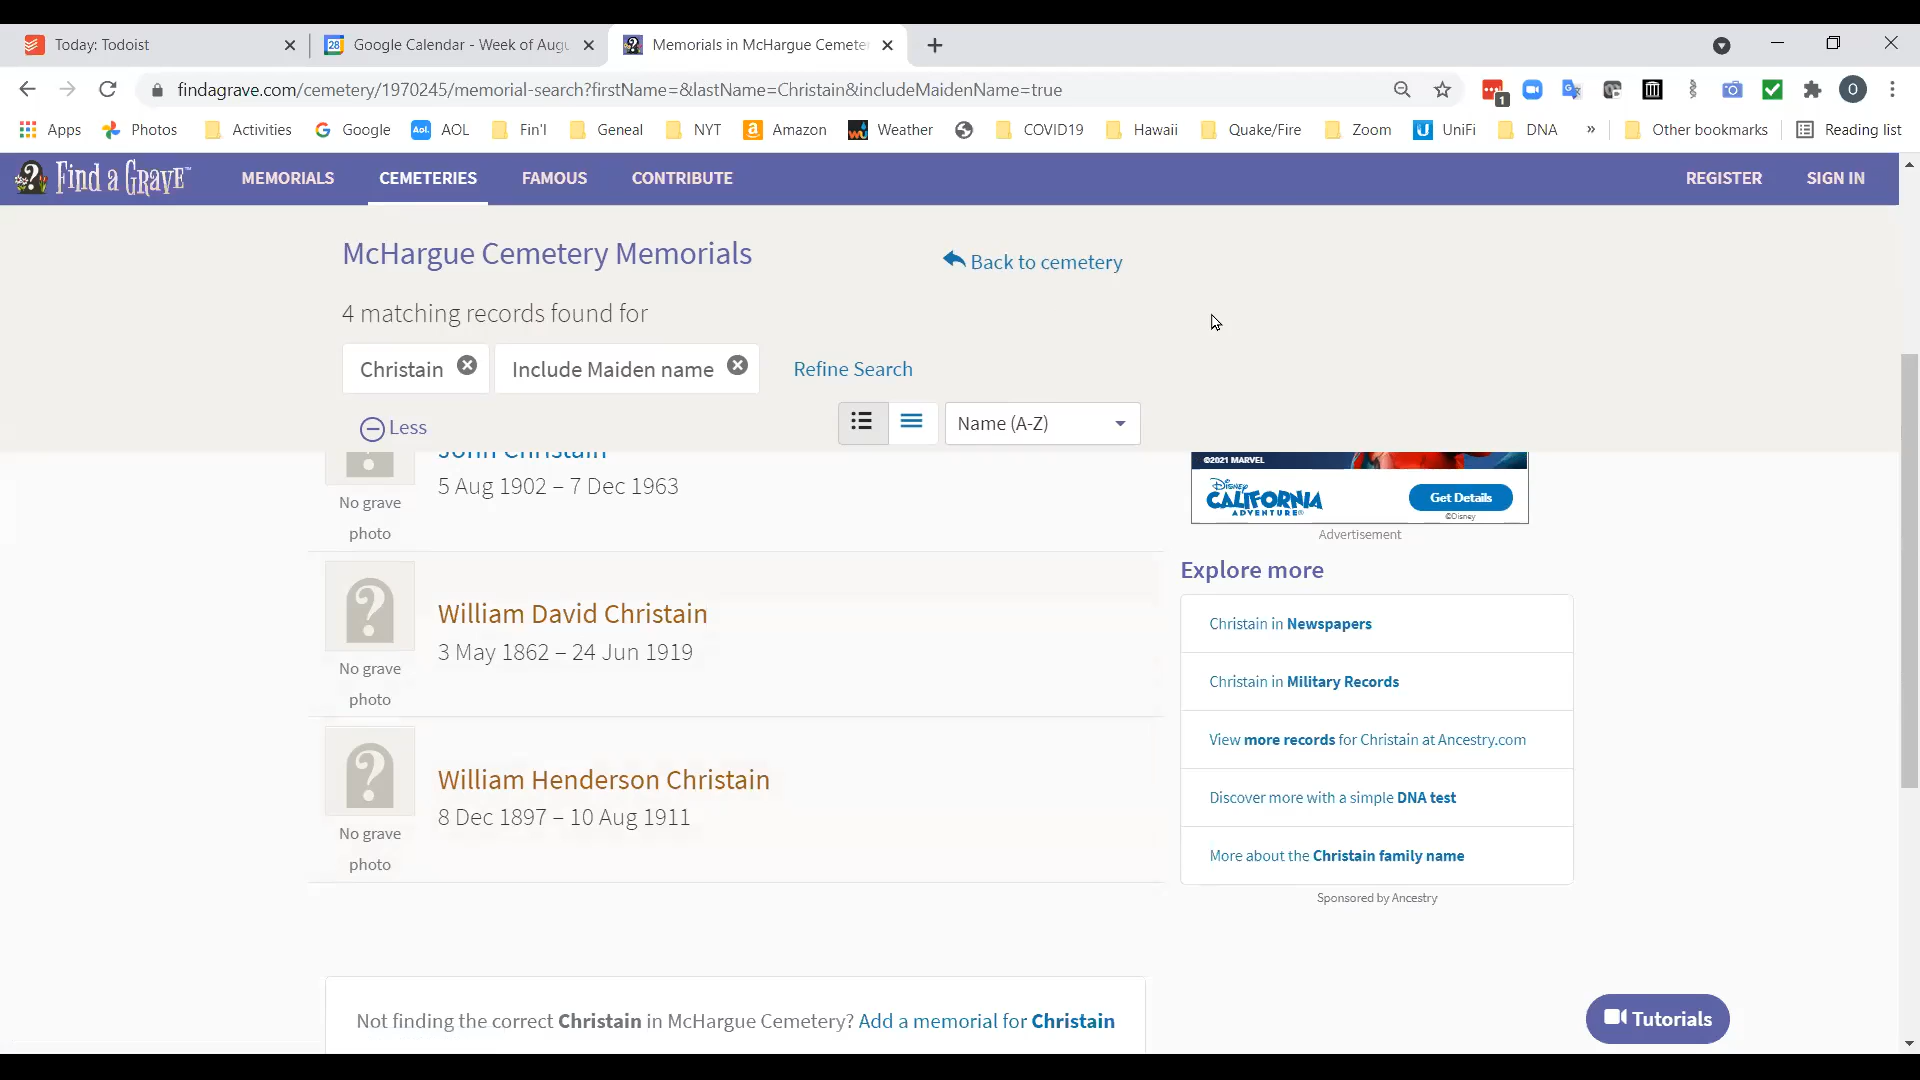 Today: Todoist
Google Calendar - Week of Augu
Memorials in McHargue Cemeter
findagrave.com/cemetery/1970245/memorial-search?firstName=&lastName=Christain&includeMaidenName=true
1
O
Apps Photos Activities Google Aol. AOL Fin'l Geneal NYT Amazon Weather COVID19 Hawaii Quake/Fire Zoom UniFi DNA » Other bookmarks Reading list
FIND A GRAVE™ MEMORIALS CEMETERIES FAMOUS CONTRIBUTE REGISTER SIGN IN
McHargue Cemetery Memorials
Back to cemetery
4 matching records found for
Christain Include Maiden name Refine Search
Less
Name (A-Z)
John Christain
5 Aug 1902 – 7 Dec 1963
No grave
photo
William David Christain
3 May 1862 – 24 Jun 1919
No grave
photo
William Henderson Christain
8 Dec 1897 – 10 Aug 1911
No grave
photo
©2021 MARVEL
Disney
CALIFORNIA
ADVENTURE®
Get Details
©Disney
Advertisement
Explore more
Christain in Newspapers
Christain in Military Records
View more records for Christain at Ancestry.com
Discover more with a simple DNA test
More about the Christain family name
Sponsored by Ancestry
Not finding the correct Christain in McHargue Cemetery? Add a memorial for Christain
Tutorials